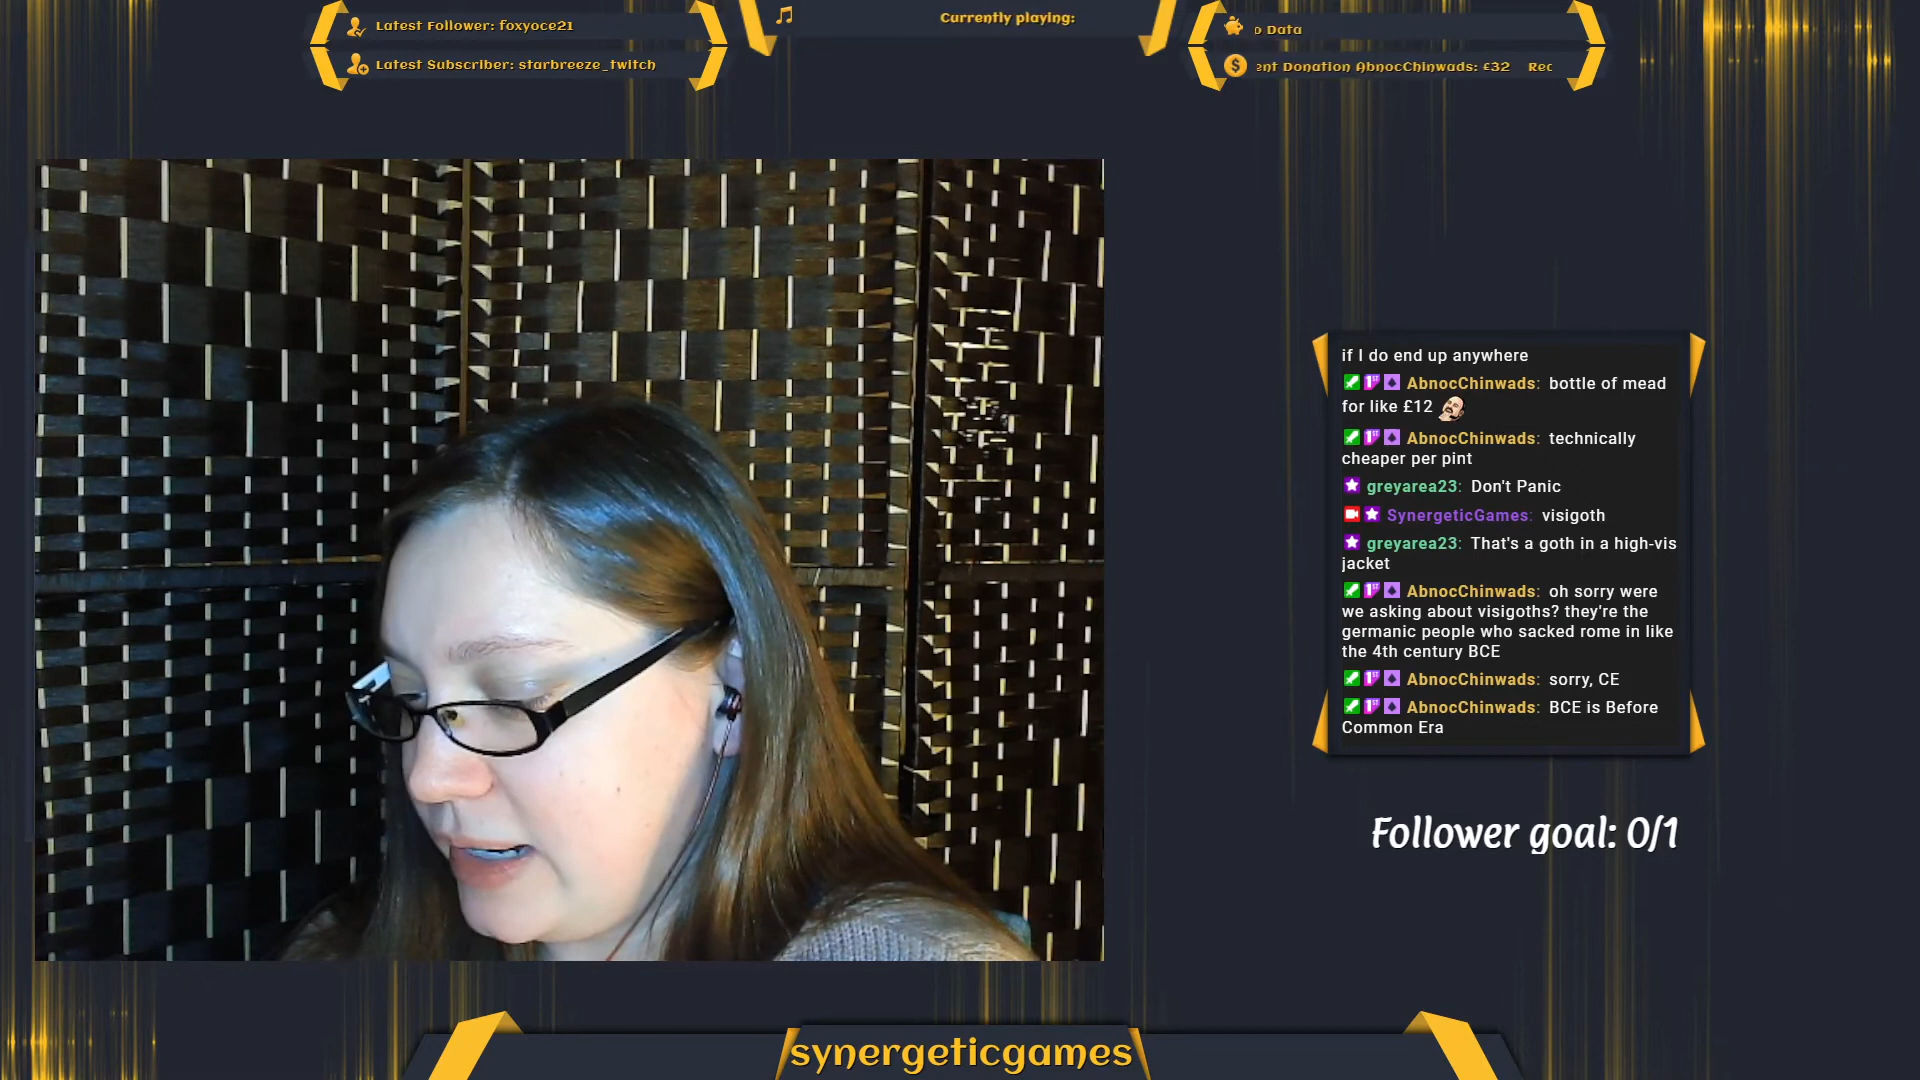 Latest Follower: foxyoce21
Latest Subscriber: starbreeze_twitch
Currently playing:
o Data
ent Donation AbnocChinwads: £32 Rec
if I do end up anywhere
AbnocChinwads: bottle of mead
for like £12
AbnocChinwads: technically
cheaper per pint
greyarea23: Don't Panic
SynergeticGames: visigoth
greyarea23: That's a goth in a high-vis
jacket
AbnocChinwads: oh sorry were
we asking about visigoths? they're the
germanic people who sacked rome in like
the 4th century BCE
AbnocChinwads: sorry, CE
AbnocChinwads: BCE is Before
Common Era
Follower goal: 0/1
synergeticgames